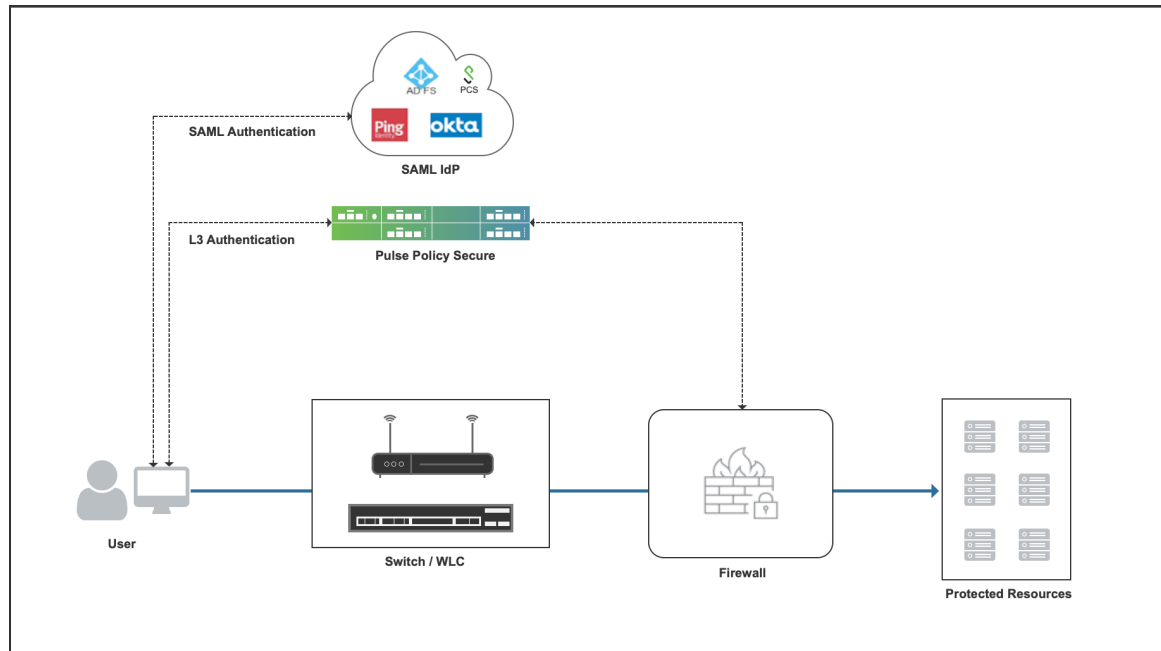 AD FS
PCS
Ping
Identity
okta
SAML Authentication
SAML IdP
L3 Authentication
Pulse Policy Secure
User
Switch / WLC
Firewall
Protected Resources